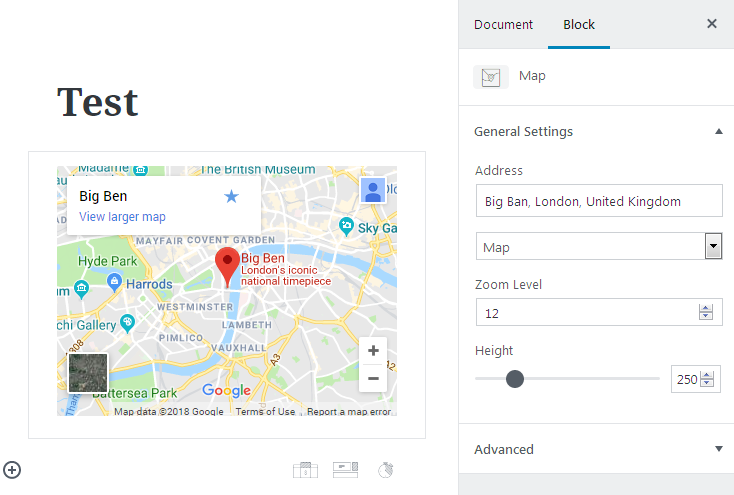 Document
Block
Map
Test
General Settings
Address
Big Ban, London, United Kingdom
Map
Zoom Level
12
Height
250
Advanced
Madame
The British Museum
Big Ben
View larger map
Sky Ga
MAYFAIR
COVENT GARDEN
Hyde Park
Harrods
Big Ben
London's iconic
national timepiece
WESTMINSTER
chi Gallery
LAMBETH
PIMLICO
VAUXHALL
A308
A3
Battersea Park
Google
Map data ©2018 Google
Terms of Use
Report a map error